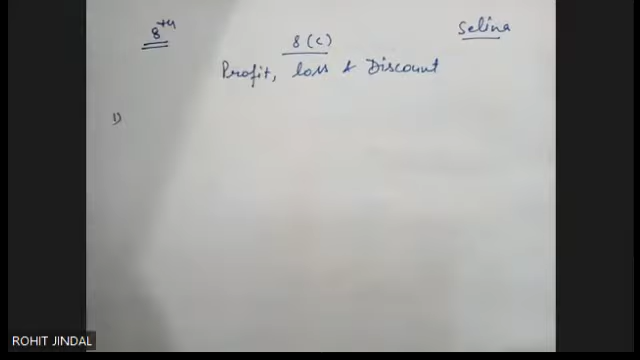 8th Selina
8(c)
Profit, loss & Discount
1)
ROHIT JINDAL